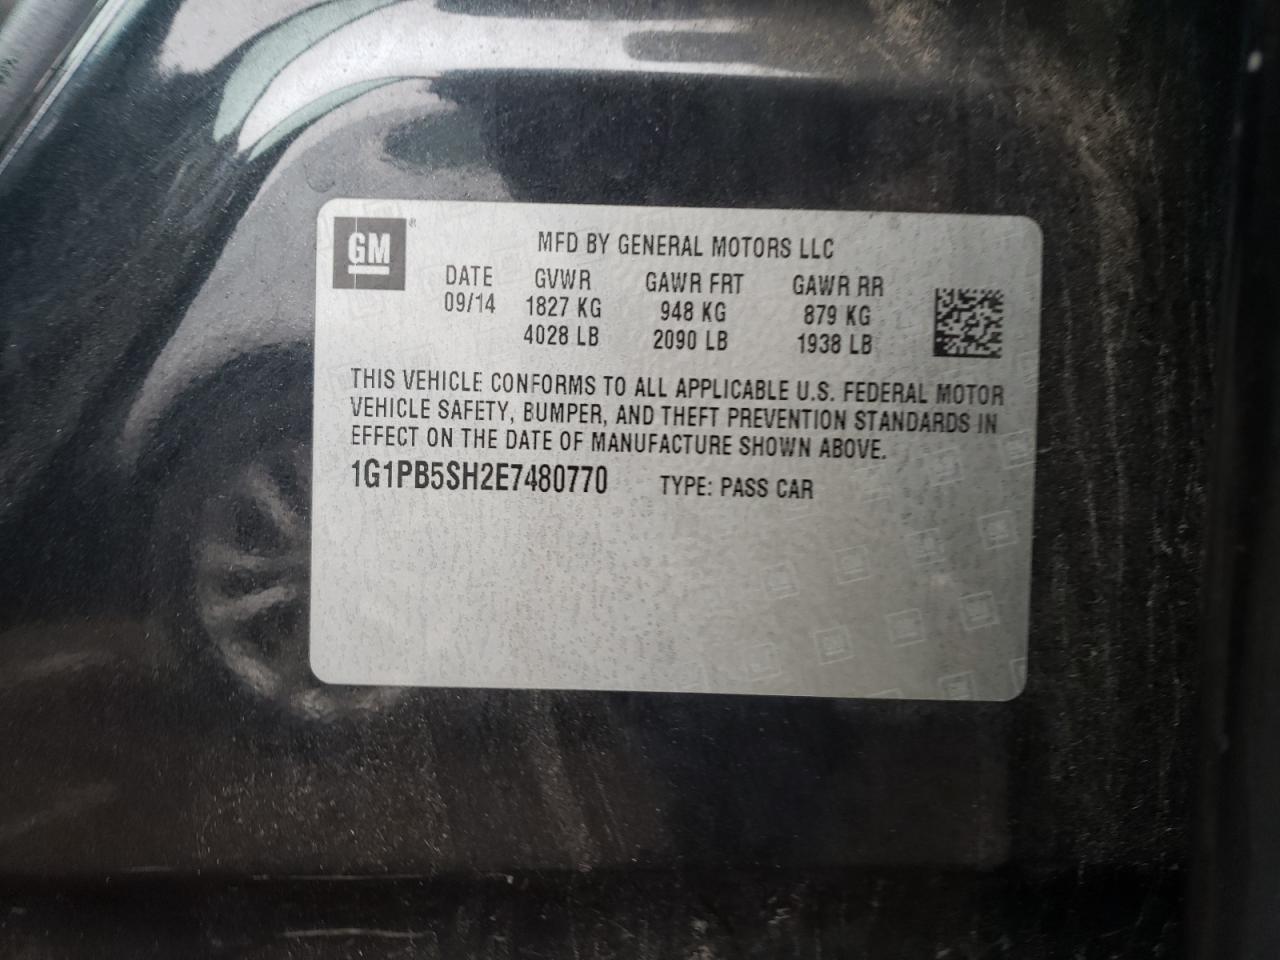 GM®
MFD BY GENERAL MOTORS LLC
DATE GVWR GAWR FRT GAWR RR
09/14 1827 KG 948 KG 879 KG
4028 LB 2090 LB 1938 LB
THIS VEHICLE CONFORMS TO ALL APPLICABLE U.S. FEDERAL MOTOR
VEHICLE SAFETY, BUMPER, AND THEFT PREVENTION STANDARDS IN
EFFECT ON THE DATE OF MANUFACTURE SHOWN ABOVE.
1G1PB5SH2E7480770 TYPE: PASS CAR